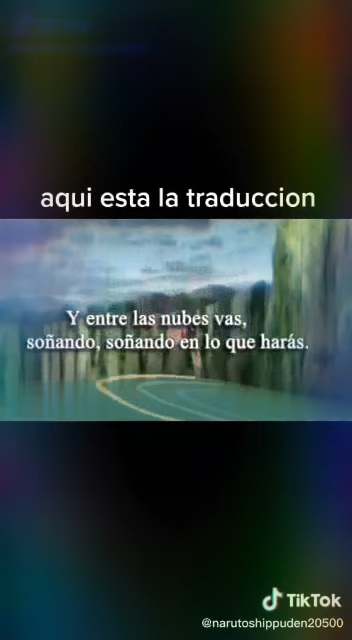 aqui esta la traduccion
Y entre las nubes vas,
soñando, soñando en lo que harás.
TikTok
@narutoshippuden20500